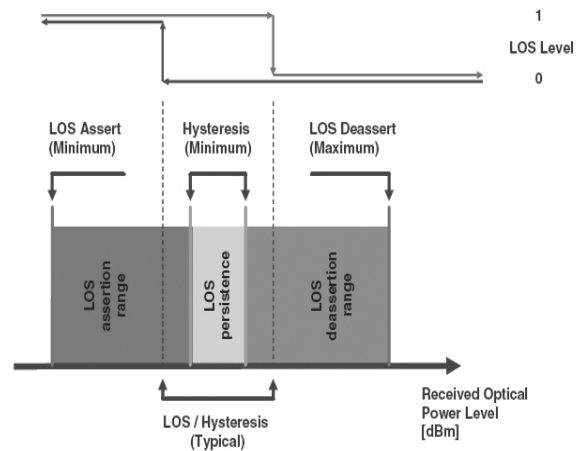 1
LOS Level
0
LOS Assert
(Minimum)
Hysteresis
(Minimum)
LOS Deassert
(Maximum)
LOS
assertion
range
LOS
persistence
LOS
deassertion
range
LOS / Hysteresis
(Typical)
Received Optical
Power Level
[dBm]